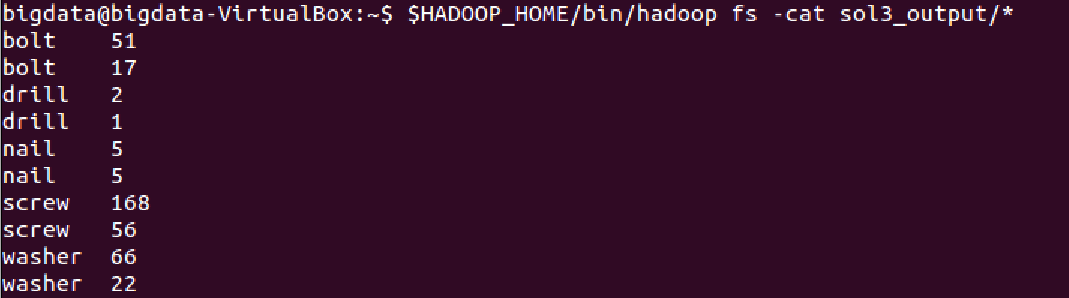 bigdata@bigdata-VirtualBox:~$ $HADOOP_HOME/bin/hadoop fs -cat sol3_output/*
bolt 51
bolt 17
drill 2
drill 1
nail 5
nail 5
screw 168
screw 56
washer 66
washer 22